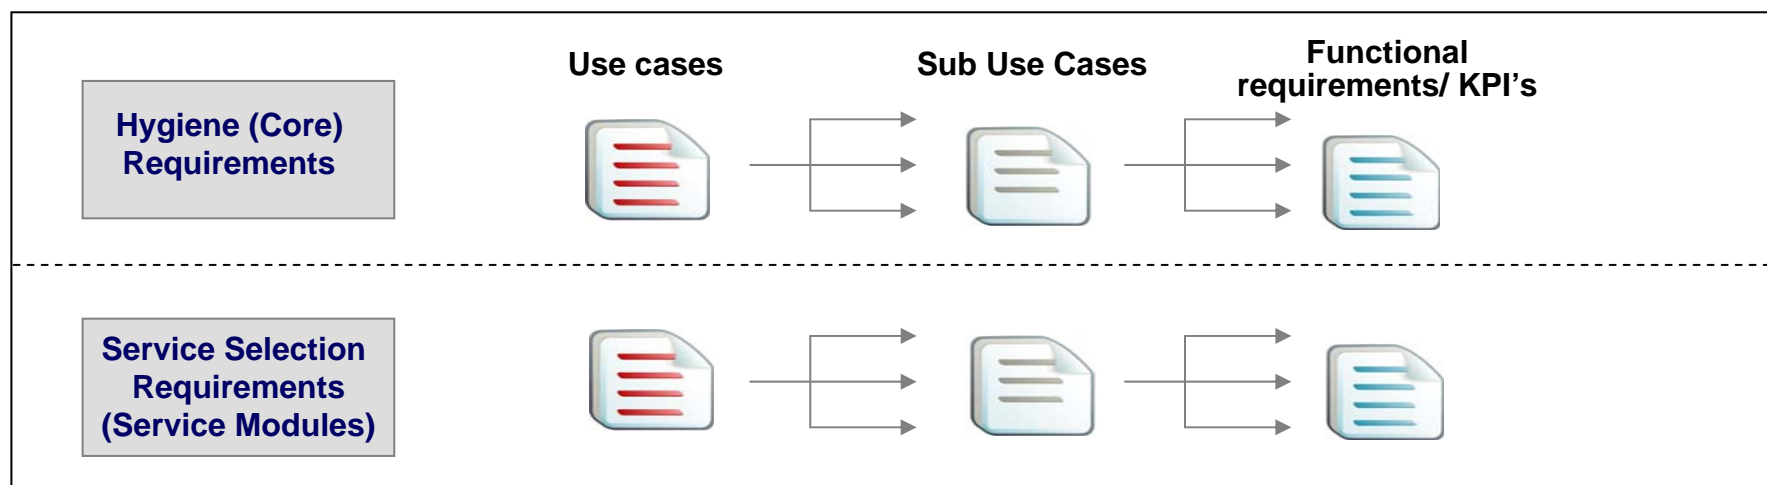 Use cases
Sub Use Cases
Functional
requirements/ KPI’s
Hygiene (Core)
Requirements
Service Selection
Requirements
(Service Modules)